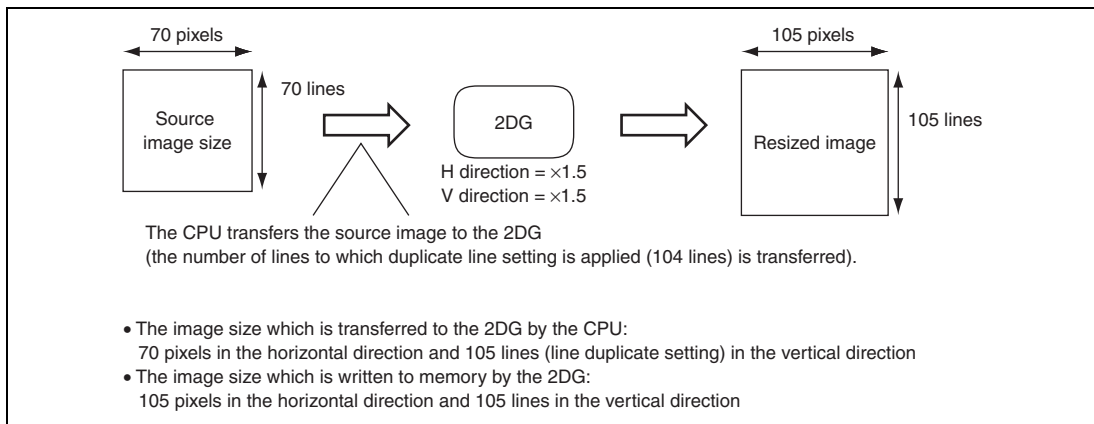 70 pixels
105 pixels
70 lines
Source
image size
2DG
Resized image
105 lines
H direction = ×1.5
V direction = ×1.5
The CPU transfers the source image to the 2DG
(the number of lines to which duplicate line setting is applied (104 lines) is transferred).
• The image size which is transferred to the 2DG by the CPU:
70 pixels in the horizontal direction and 105 lines (line duplicate setting) in the vertical direction
• The image size which is written to memory by the 2DG:
105 pixels in the horizontal direction and 105 lines in the vertical direction